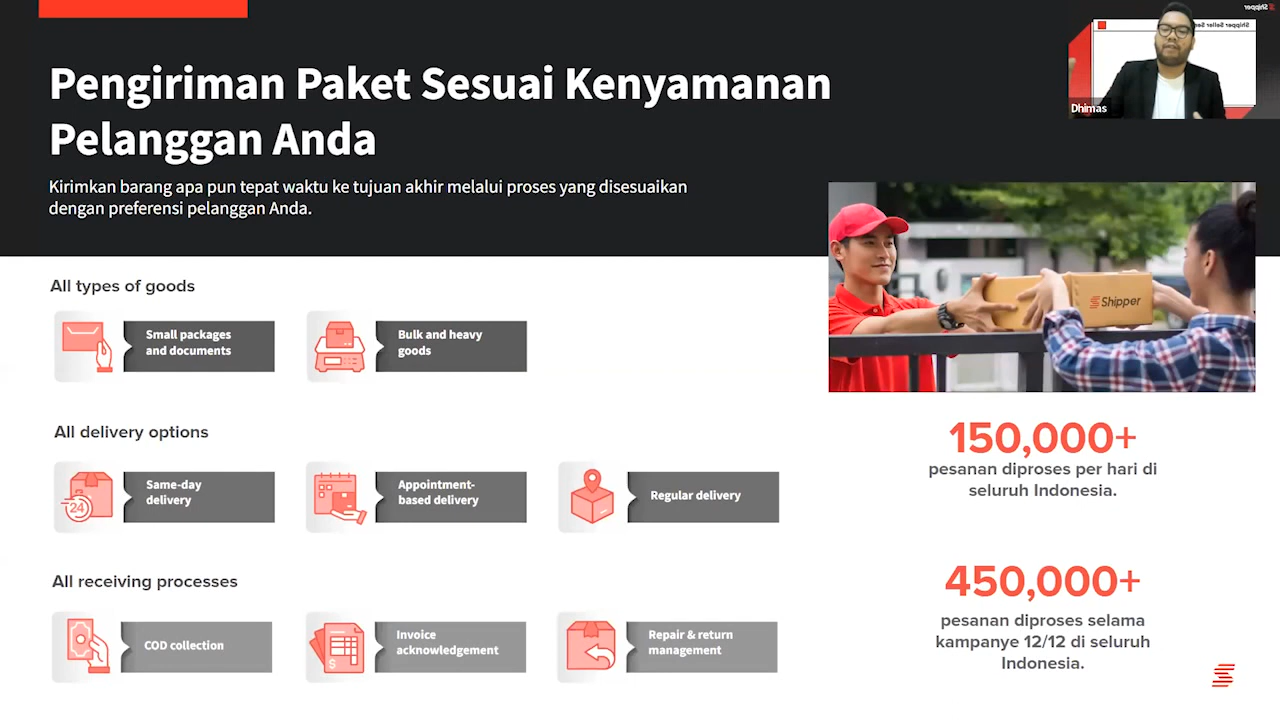 Pengiriman Paket Sesuai Kenyamanan
Pelanggan Anda
Kirimkan barang apa pun tepat waktu ke tujuan akhir melalui proses yang disesuaikan
dengan preferensi pelanggan Anda.
Shipper
Shipper Seller
Dhimas
Shipper
All types of goods
Small packages
and documents
Bulk and heavy
goods
All delivery options
24
Same-day
delivery
Appointment-
based delivery
Regular delivery
All receiving processes
COD collection
$
Invoice
acknowledgement
Repair & return
management
150,000+
pesanan diproses per hari di
seluruh Indonesia.
450,000+
pesanan diproses selama
kampanye 12/12 di seluruh
Indonesia.